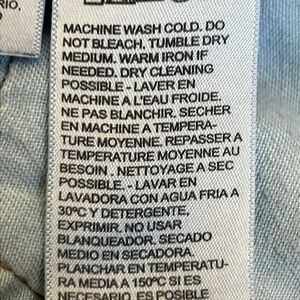 RIO,
MACHINE WASH COLD. DO
NOT BLEACH. TUMBLE DRY
MEDIUM. WARM IRON IF
NEEDED. DRY CLEANING
POSSIBLE - LAVER EN
MACHINE A L'EAU FROIDE.
NE PAS BLANCHIR. SECHER
EN MACHINE A TEMPERA-
TURE MOYENNE. REPASSER A
TEMPERATURE MOYENNE AU
BESOIN . NETTOYAGE A SEC
POSSIBLE. - LAVAR EN
LAVADORA CON AGUA FRIA A
30ºC Y DETERGENTE,
EXPRIMIR, NO USAR
BLANQUEADOR. SECADO
MEDIO EN SECADORA.
PLANCHAR EN TEMPERATU-
RA MEDIA A 150ºC SI ES
NECESARIO. ES POSIBLE